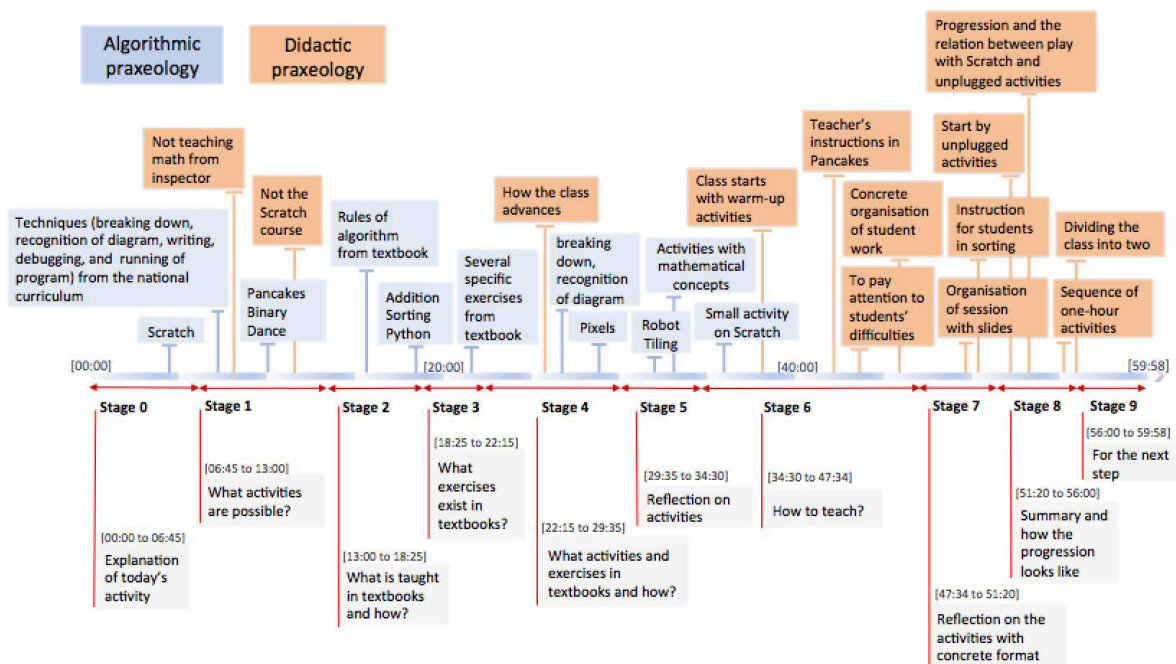 Algorithmic
praxeology
Didactic
praxeology
Progression and the
relation between play
with Scratch and
unplugged activities
Not teaching
math from
inspector
Not the
Scratch
course
How the class
advances
Class starts
with warm-up
activities
Teacher's
instructions in
Pancakes
Start by
unplugged
activities
Concrete
organisation
of student
work
Instruction
for students
in sorting
Dividing the
class into two
To pay
attention to
students'
difficulties
Organisation
of session
with slides
Sequence of
one-hour
activities
Techniques (breaking down,
recognition of diagram, writing,
debugging, and running of
program) from the national
curriculum
Scratch
Pancakes
Binary
Dance
Rules of
algorithm
from textbook
Addition
Sorting
Python
Several
specific
exercises
from
textbook
breaking
down,
recognition
of diagram
Pixels
Activities with
mathematical
concepts
Robot
Tiling
Small activity
on Scratch
[00:00]
[20:00]
[40:00]
[59:58]
Stage 0
Stage 1
Stage 2
Stage 3
Stage 4
Stage 5
Stage 6
Stage 7
Stage 8
Stage 9
[00:00 to 06:45]
Explanation
of today's
activity
[06:45 to 13:00]
What activities
are possible?
[13:00 to 18:25]
What is taught
in textbooks
and how?
[18:25 to 22:15]
What
exercises
exist in
textbooks?
[22:15 to 29:35]
What activities and
exercises in
textbooks and how?
[29:35 to 34:30]
Reflection on
activities
[34:30 to 47:34]
How to teach?
[47:34 to 51:20]
Reflection on the
activities with
concrete format
[51:20 to 56:00]
Summary and
how the
progression
looks like
[56:00 to 59:58]
For the next
step